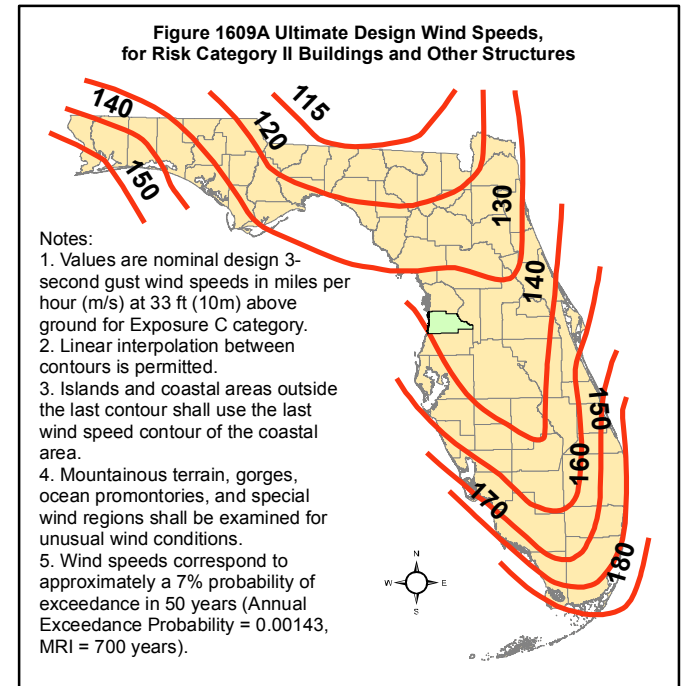 Figure 1609A Ultimate Design Wind Speeds,
for Risk Category II Buildings and Other Structures
140
115
120
150
130
Notes:
1. Values are nominal design 3-
second gust wind speeds in miles per
hour (m/s) at 33 ft (10m) above
ground for Exposure C category.
2. Linear interpolation between
contours is permitted.
3. Islands and coastal areas outside
the last contour shall use the last
wind speed contour of the coastal
area.
4. Mountainous terrain, gorges,
ocean promontories, and special
wind regions shall be examined for
unusual wind conditions.
5. Wind speeds correspond to
approximately a 7% probability of
exceedance in 50 years (Annual
Exceedance Probability = 0.00143,
MRI = 700 years).
140
150
160
170
180
N
W E
S